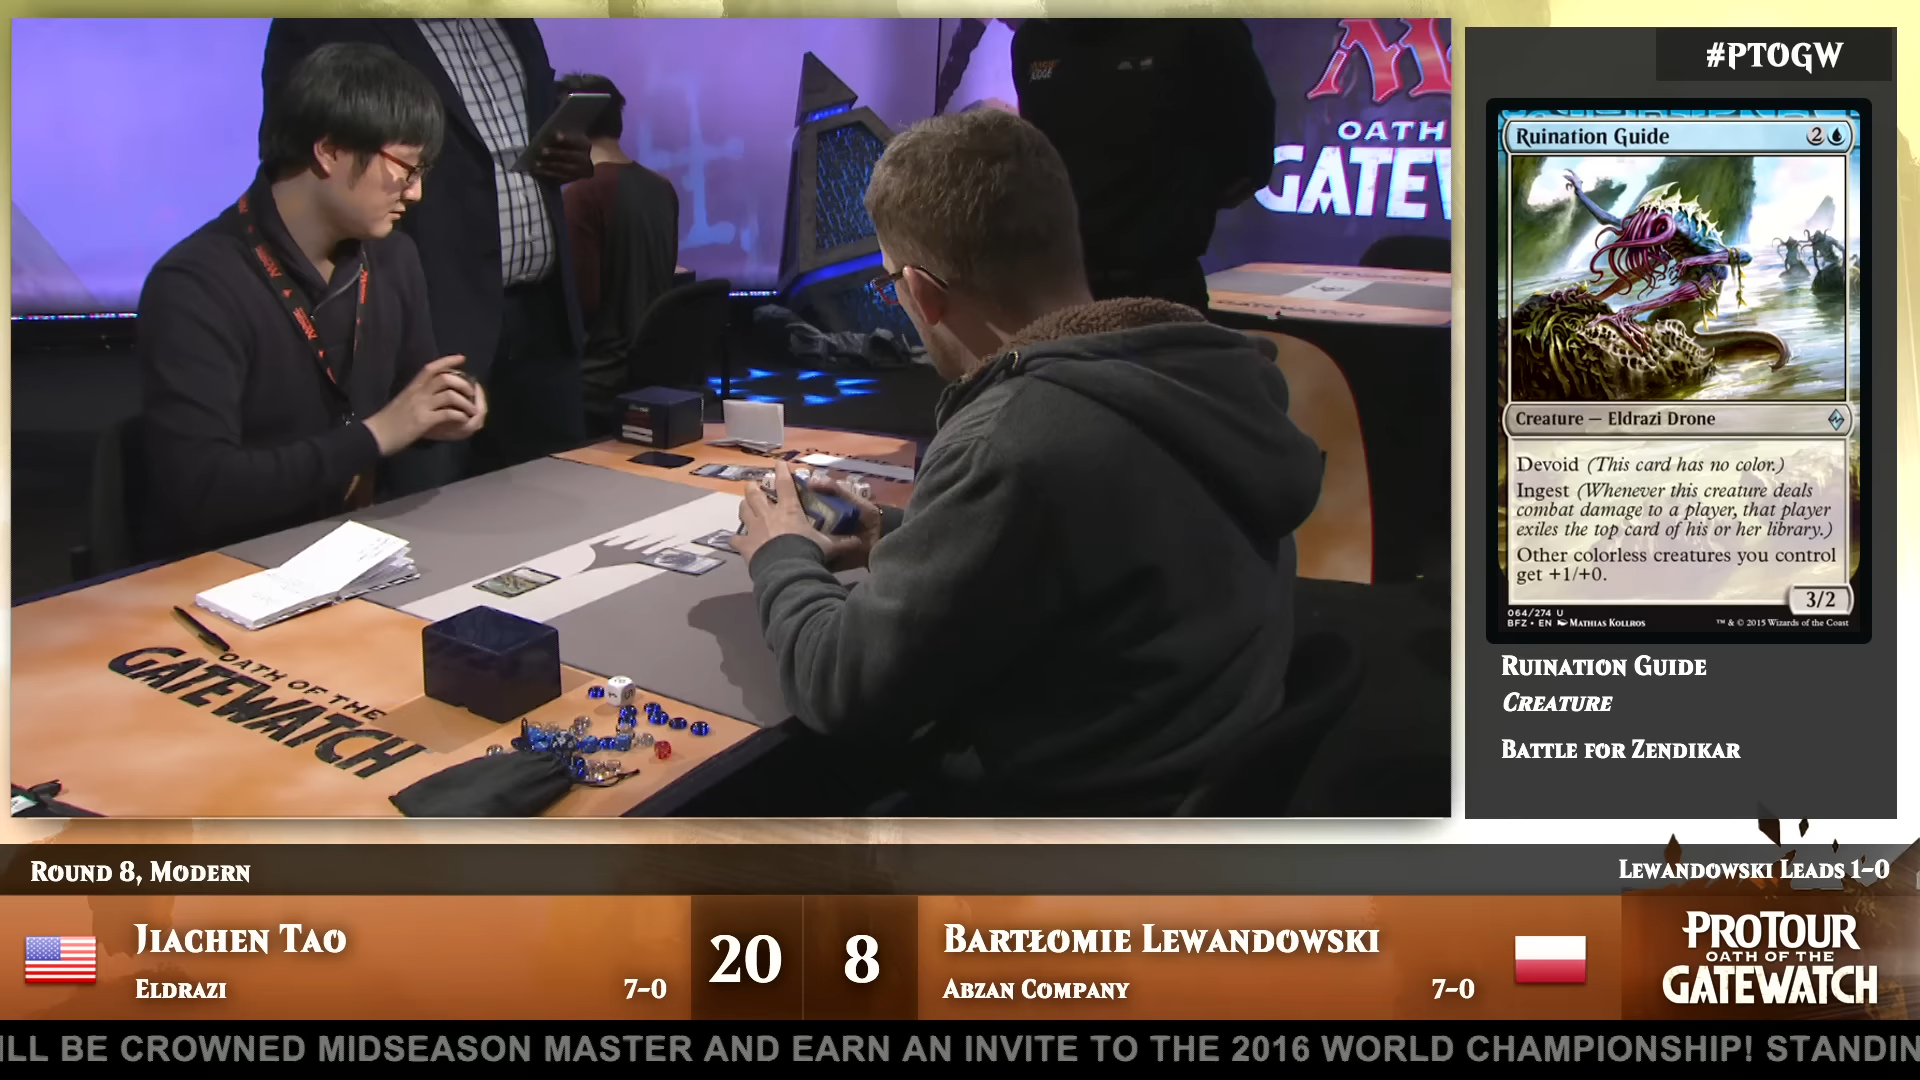 OATH
GATEW
#PTOGW
Ruination Guide 2
Creature — Eldrazi Drone
Devoid (This card has no color.)
Ingest (Whenever this creature deals
combat damage to a player, that player
exiles the top card of his or her library.)
Other colorless creatures you control
get +1/+0.
3/2
064/274 U
BFZ • EN Mathias Kollros
™ & © 2015 Wizards of the Coast
Ruination Guide
Creature
Battle for Zendikar
OATH OF THE
GATEWATCH
Round 8, Modern
Lewandowski Leads 1-0
Jiachen Tao
Eldrazi
7-0
20
8
Bartłomie Lewandowski
Abzan Company
7-0
PROTOUR
OATH OF THE
GATEWATCH
ILL BE CROWNED MIDSEASON MASTER AND EARN AN INVITE TO THE 2016 WORLD CHAMPIONSHIP! STANDIN